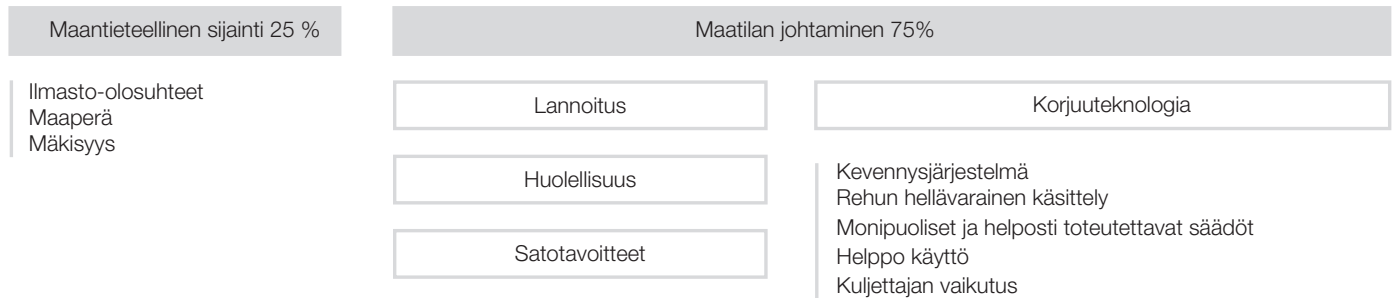 Maantieteellinen sijainti 25 %
Ilmasto-olosuhteet
Maaperä
Mäkisyys
Maatilan johtaminen 75%
Lannoitus
Huolellisuus
Satotavoitteet
Korjuuteknologia
Kevennysjärjestelmä
Rehun hellävarainen käsittely
Monipuoliset ja helposti toteutettavat säädöt
Helppo käyttö
Kuljettajan vaikutus